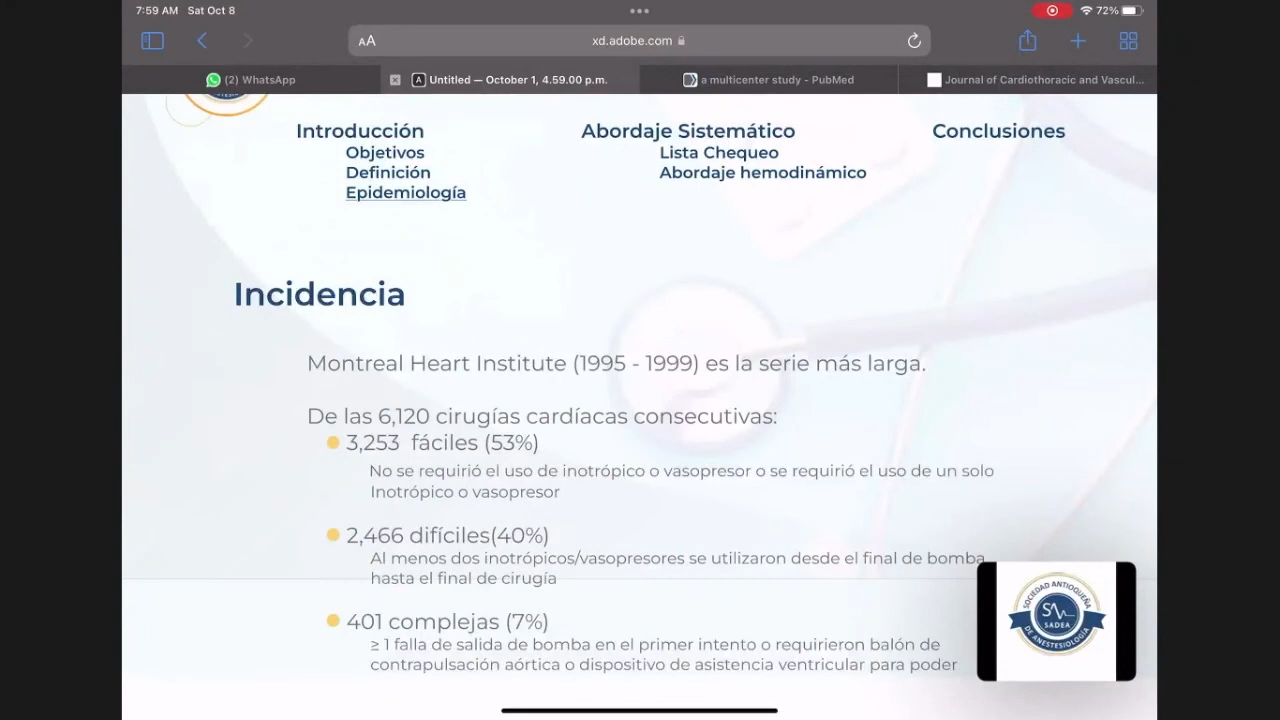 7:59 AM Sat Oct 8
72%
AA
xd.adobe.com
(2) WhatsApp
A Untitled — October 1, 4.59.00 p.m.
a multicenter study - PubMed
Journal of Cardiothoracic and Vascul...
Introducción
Objetivos
Definición
Epidemiología
Abordaje Sistemático
Lista Chequeo
Abordaje hemodinámico
Conclusiones
Incidencia
Montreal Heart Institute (1995 - 1999) es la serie más larga.
De las 6,120 cirugías cardíacas consecutivas:
3,253 fáciles (53%)
No se requirió el uso de inotrópico o vasopresor o se requirió el uso de un solo
Inotrópico o vasopresor
2,466 difíciles(40%)
Al menos dos inotrópicos/vasopresores se utilizaron desde el final de bomba
hasta el final de cirugía
401 complejas (7%)
≥ 1 falla de salida de bomba en el primer intento o requirieron balón de
contrapulsación aórtica o dispositivo de asistencia ventricular para poder
SOCIEDAD ANTIOQUEÑA
SADEA
DE ANESTESIOLOGÍA